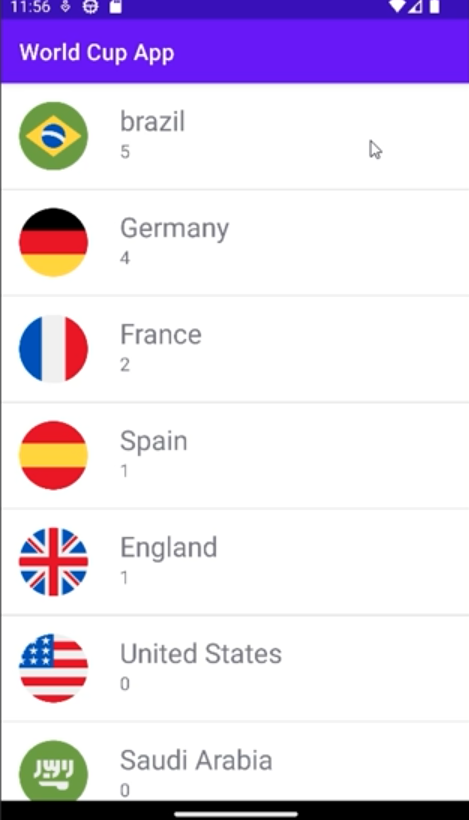 11:56
World Cup App
brazil
5
Germany
4
France
2
Spain
1
England
1
United States
0
Saudi Arabia
0